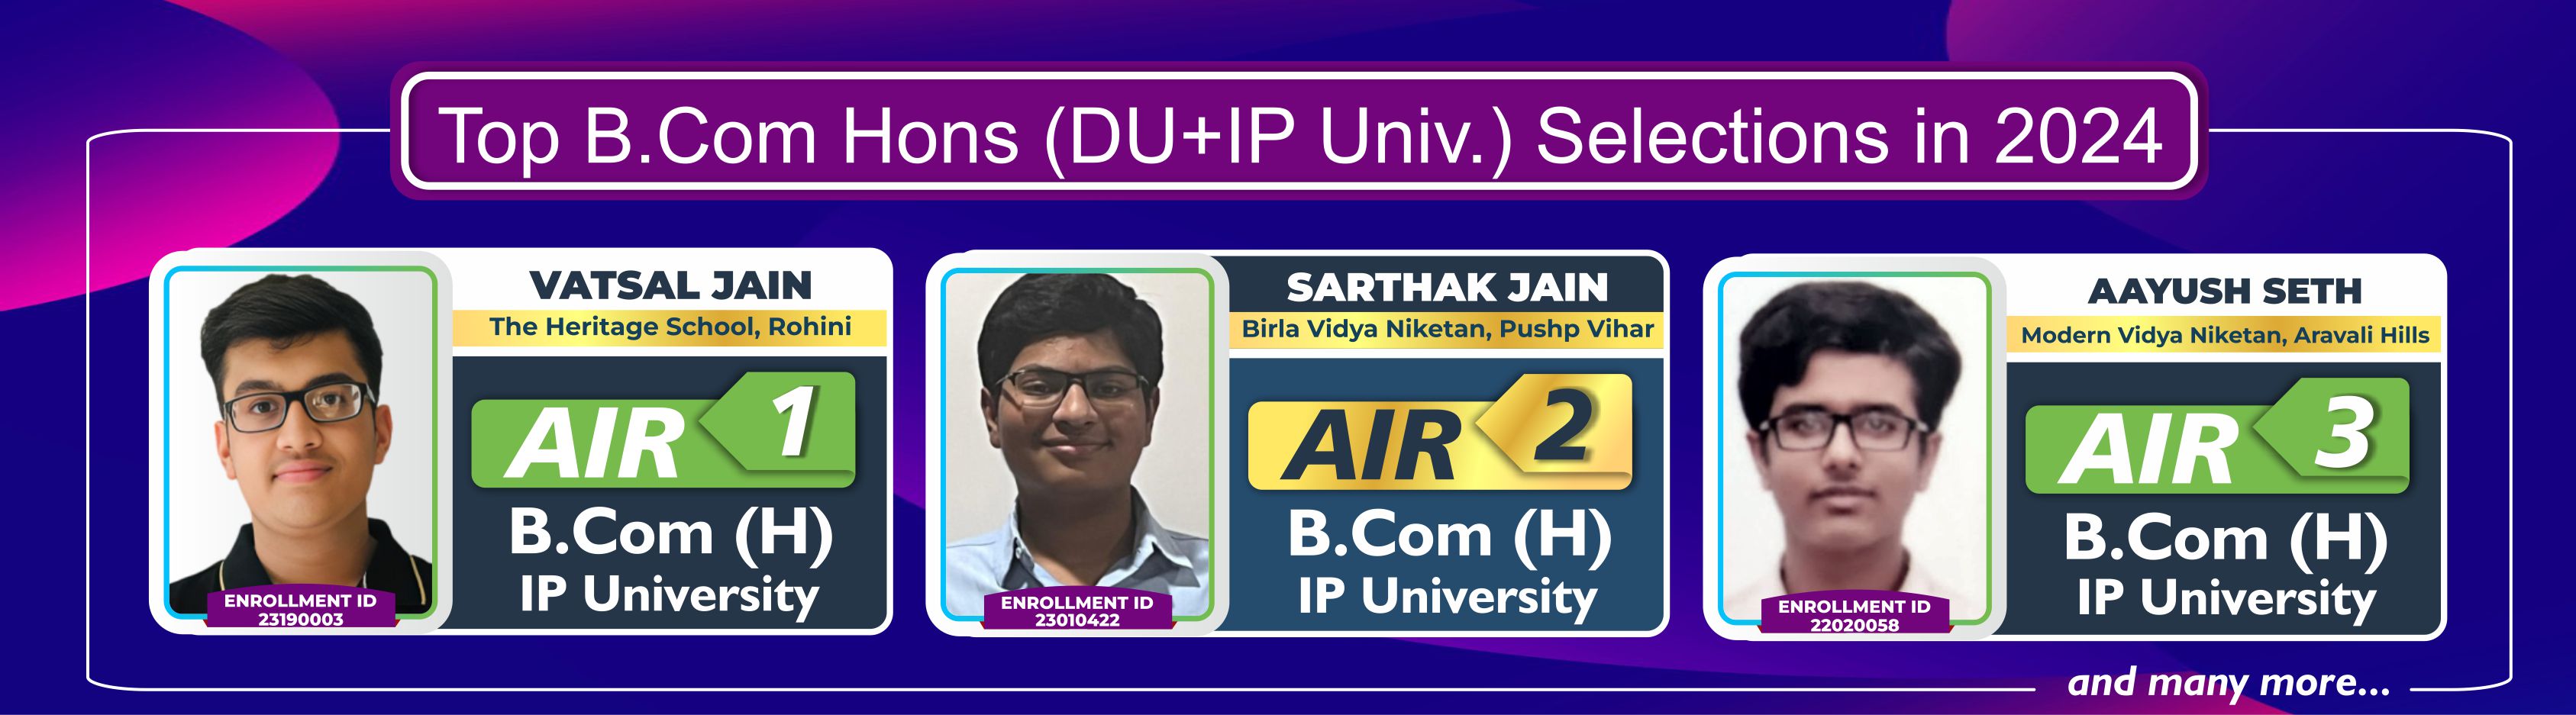 Top B.Com Hons (DU+IP Univ.) Selections in 2024
VATSAL JAIN
The Heritage School, Rohini
AIR 1
B.Com (H)
IP University
ENROLLMENT ID
23190003
SARTHAK JAIN
Birla Vidya Niketan, Pushp Vihar
AIR 2
B.Com (H)
IP University
ENROLLMENT ID
23010422
AAYUSH SETH
Modern Vidya Niketan, Aravali Hills
AIR 3
B.Com (H)
IP University
ENROLLMENT ID
22020058
and many more...